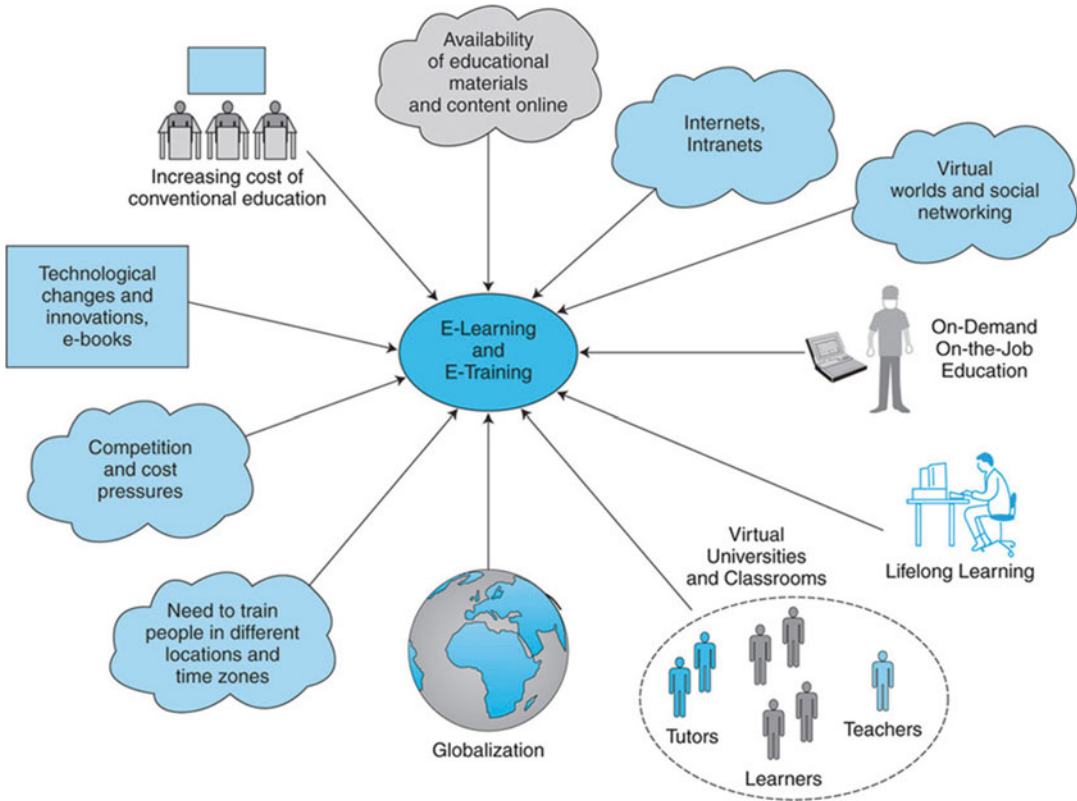 Availability
of educational
materials
and content online
Internets,
Intranets
Virtual
worlds and social
networking
Increasing cost of
conventional education
Technological
changes and
innovations,
e-books
E-Learning
and
E-Training
On-Demand
On-the-Job
Education
Competition
and cost
pressures
Lifelong Learning
Virtual
Universities
and Classrooms
Need to train
people in different
locations and
time zones
Globalization
Tutors
Teachers
Learners